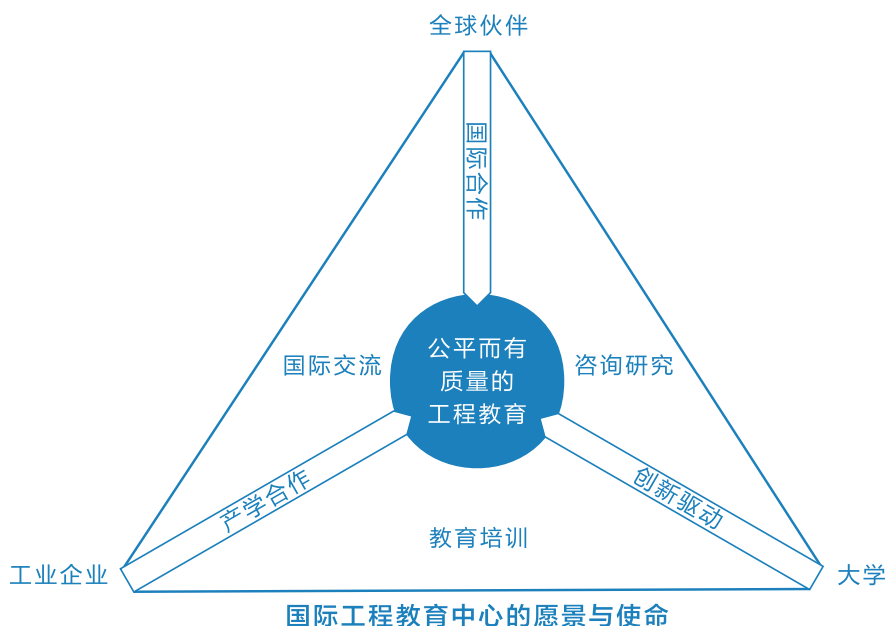 全球伙伴
国际合作
公平而有
质量的
工程教育
国际交流
咨询研究
产学合作
创新驱动
教育培训
工业企业
大学
国际工程教育中心的愿景与使命